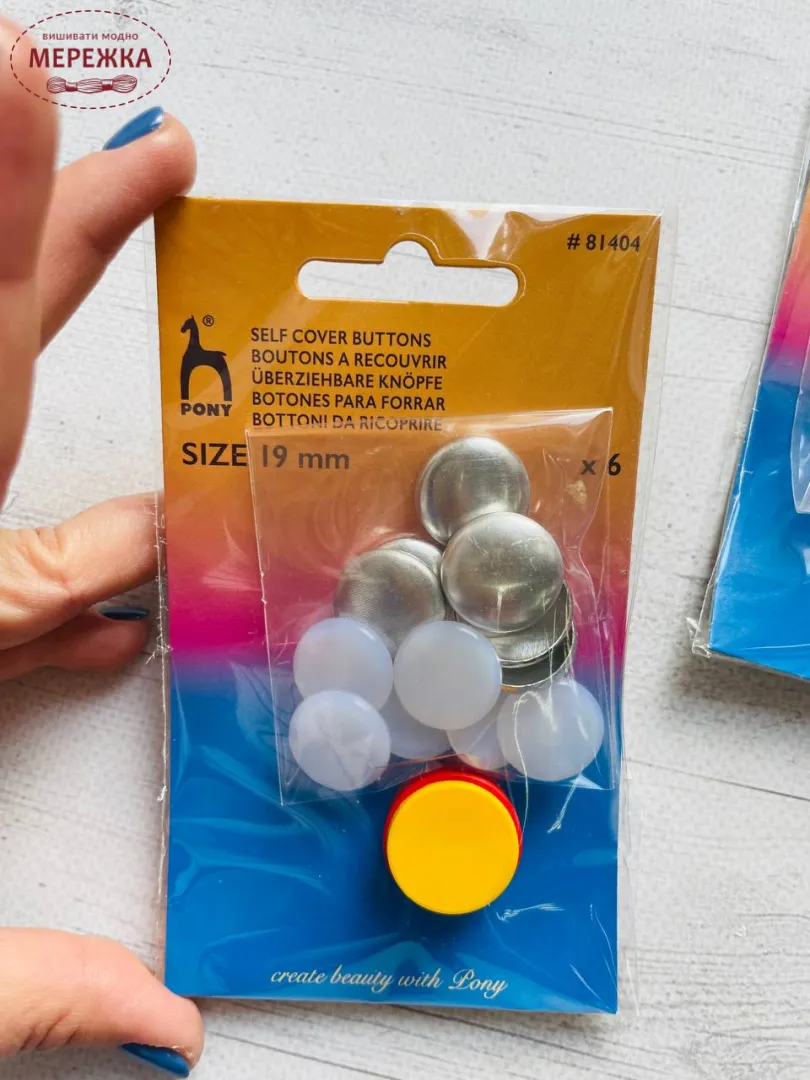 вишивати модно
МЕРЕЖКА
# 81404
®
PONY
SELF COVER BUTTONS
BOUTONS A RECOUVRIR
ÜBERZIEHBARE KNÖPFE
BOTONES PARA FORRAR
BOTTONI DA RICOPRIRE
SIZE 19 mm
x 6
create beauty with Pony